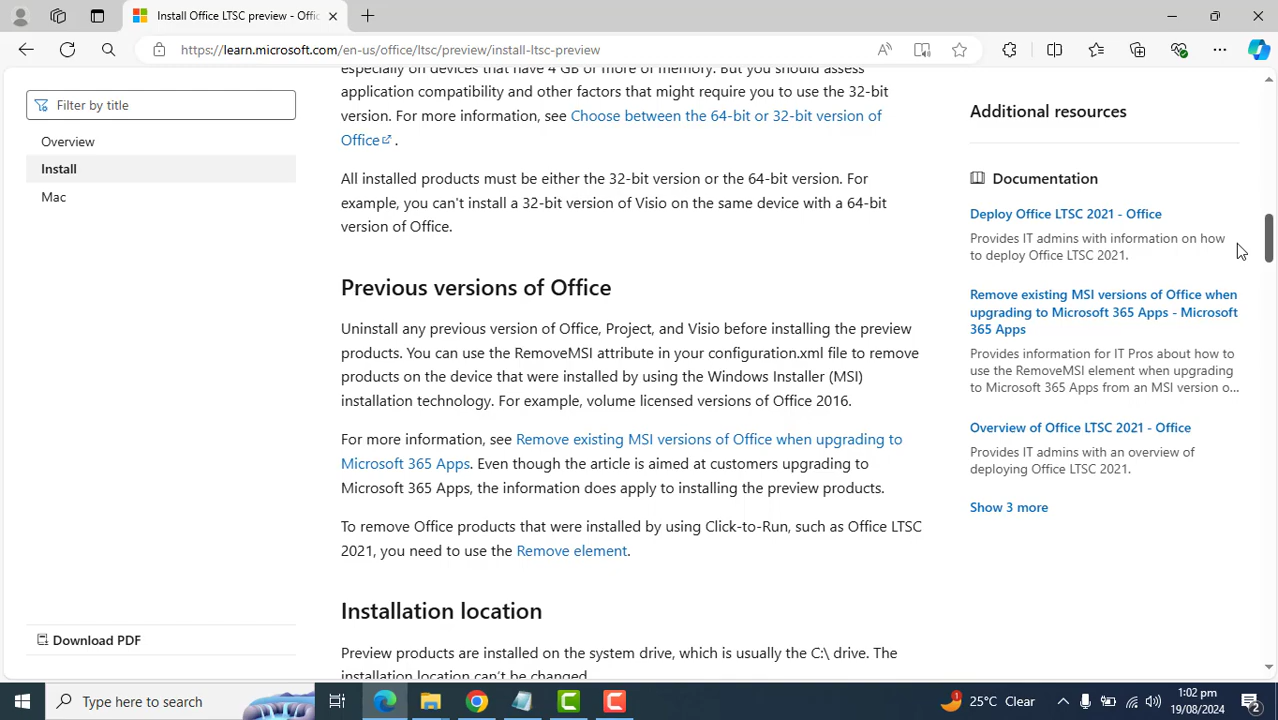 Install Office LTSC preview - Offic
https://learn.microsoft.com/en-us/office/ltsc/preview/install-ltsc-preview
Filter by title
Overview
Install
Mac
Download PDF
especially on devices that have 4 GB or more of memory. But you should assess
application compatibility and other factors that might require you to use the 32-bit
version. For more information, see Choose between the 64-bit or 32-bit version of
Office .
All installed products must be either the 32-bit version or the 64-bit version. For
example, you can't install a 32-bit version of Visio on the same device with a 64-bit
version of Office.
Previous versions of Office
Uninstall any previous version of Office, Project, and Visio before installing the preview
products. You can use the RemoveMSI attribute in your configuration.xml file to remove
products on the device that were installed by using the Windows Installer (MSI)
installation technology. For example, volume licensed versions of Office 2016.
For more information, see Remove existing MSI versions of Office when upgrading to
Microsoft 365 Apps. Even though the article is aimed at customers upgrading to
Microsoft 365 Apps, the information does apply to installing the preview products.
To remove Office products that were installed by using Click-to-Run, such as Office LTSC
2021, you need to use the Remove element.
Installation location
Preview products are installed on the system drive, which is usually the C:\ drive. The
installation location can't be changed.
Additional resources
Documentation
Deploy Office LTSC 2021 - Office
Provides IT admins with information on how
to deploy Office LTSC 2021.
Remove existing MSI versions of Office when
upgrading to Microsoft 365 Apps - Microsoft
365 Apps
Provides information for IT Pros about how to
use the RemoveMSI element when upgrading
to Microsoft 365 Apps from an MSI version o...
Overview of Office LTSC 2021 - Office
Provides IT admins with an overview of
deploying Office LTSC 2021.
Show 3 more
Type here to search
1
25°C Clear
1:02 pm
19/08/2024
2